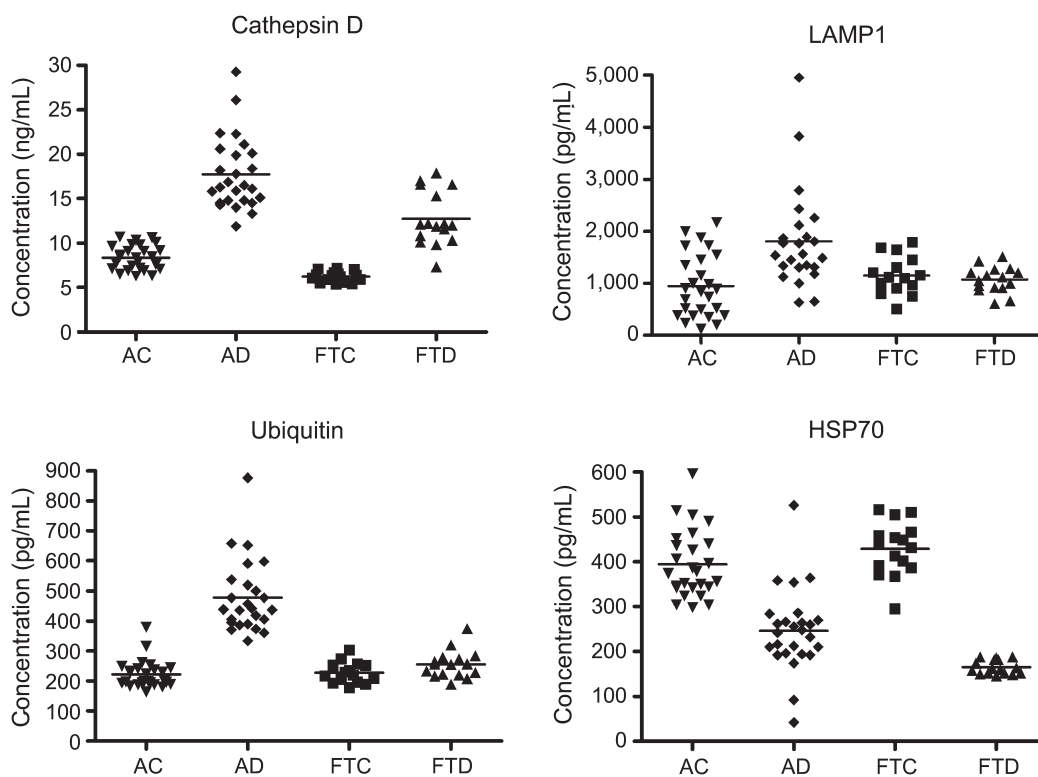 Cathepsin D
Concentration (ng/mL)
30
25
20
15
10
5
0
AC AD FTC FTD
LAMP1
Concentration (pg/mL)
5,000
4,000
3,000
2,000
1,000
0
AC AD FTC FTD
Ubiquitin
Concentration (pg/mL)
900
800
700
600
500
400
300
200
100
0
AC AD FTC FTD
HSP70
Concentration (pg/mL)
600
500
400
300
200
100
0
AC AD FTC FTD